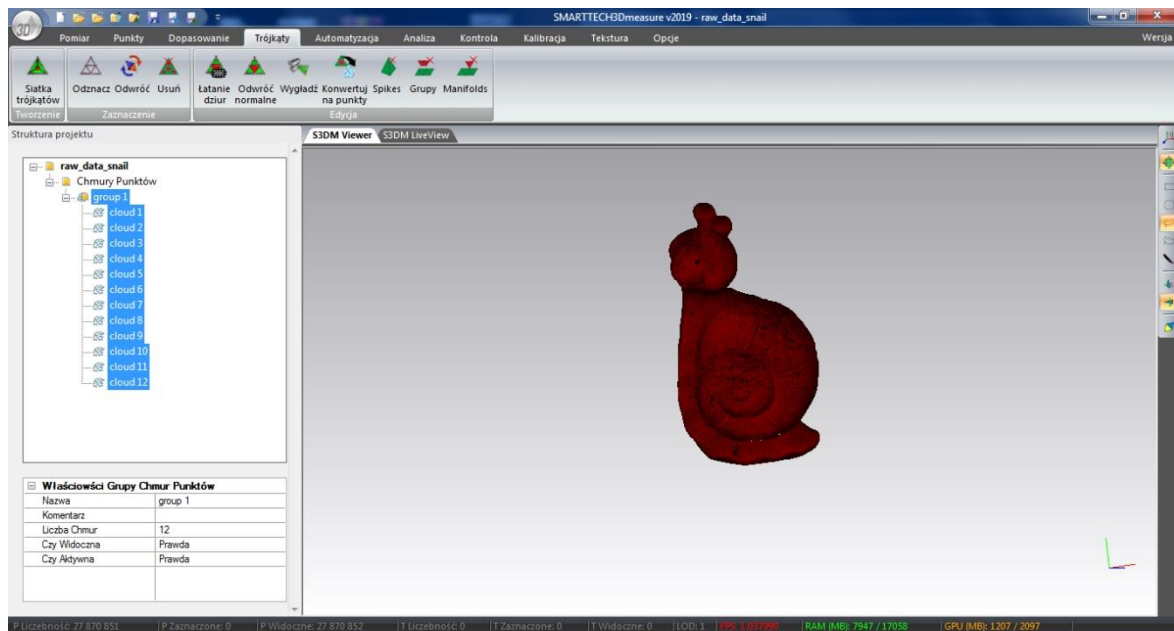 SMARTTECH3Dmeasure v2019 - raw_data_snail
3D
Pomiar Punkty Dopasowanie Trójkąty Automatyzacja Analiza Kontrola Kalibracja Tekstura Opcje Wersja
Siatka trójkątów
Odznacz Odwróć Usuń
Łatanie dziur
Odwróć normalne
Wygładź
Konwertuj na punkty
Spikes Grupy Manifolds
Tworzenie Zaznaczenie Edycja
Struktura projektu
S3DM Viewer S3DM LiveView
raw_data_snail
Chmury Punktów
group 1
cloud 1
cloud 2
cloud 3
cloud 4
cloud 5
cloud 6
cloud 7
cloud 8
cloud 9
cloud 10
cloud 11
cloud 12
Właściowści Grupy Chmur Punktów
Nazwa group 1
Komentarz
Liczba Chmur 12
Czy Widoczna Prawda
Czy Aktywna Prawda
P Liczebność: 27 870 851 P Zaznaczone: 0 P Widoczne: 27 870 852 T Liczebność: 0 T Zaznaczone: 0 T Widoczne: 0 LOD: 1 RAM (MB): 7947 / 17058 GPU (MB): 1207 / 2097